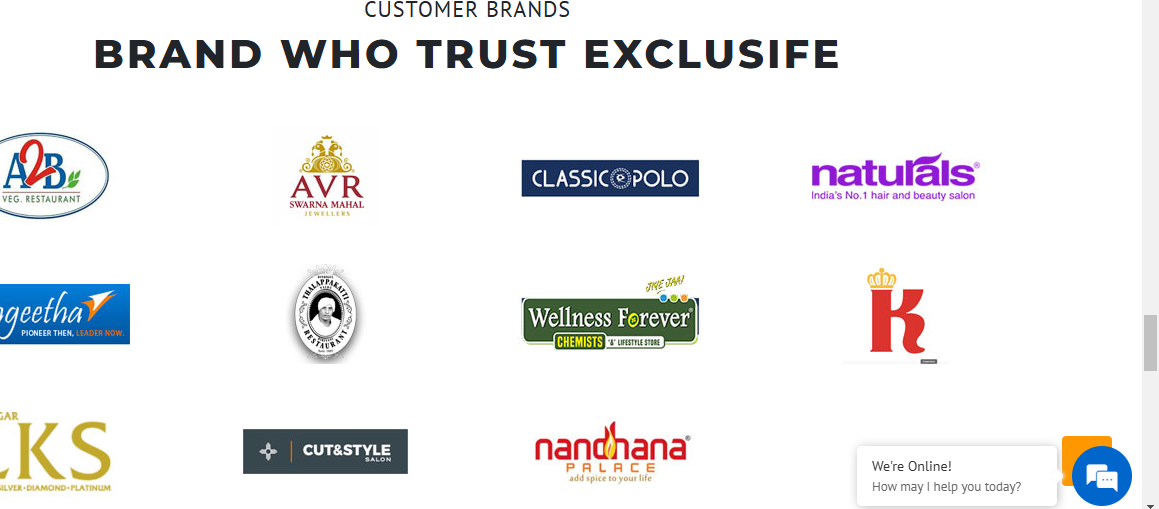 CUSTOMER BRANDS
BRAND WHO TRUST EXCLUSIFE
A2B
VEG. RESTAURANT
AVR
SWARNA MAHAL
JEWELLERS
CLASSIC POLO
naturals®
India's No.1 hair and beauty salon
ogeetha
PIONEER THEN, LEADER NOW.
THALAPPAKATTI
RESTAURANT
JIYE JAA!
Wellness Forever
CHEMISTS '&' LIFESTYLE STORE
K
GAR
CKS
SILVER•DIAMOND•PLATINUM
CUT&STYLE
SALON
nandhana®
PALACE
add spice to your life
We're Online!
How may I help you today?